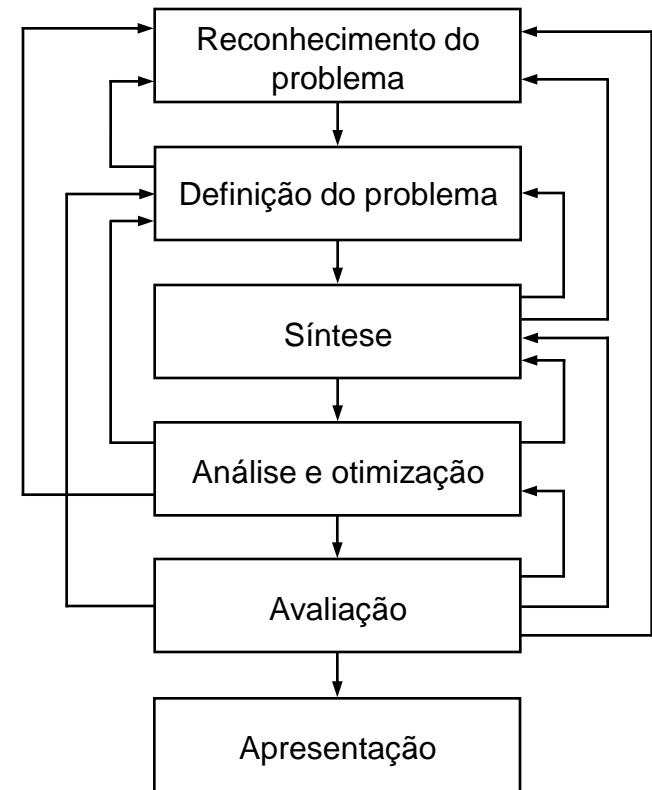 Reconhecimento do
problema
Definição do problema
Síntese
Análise e otimização
Avaliação
Apresentação